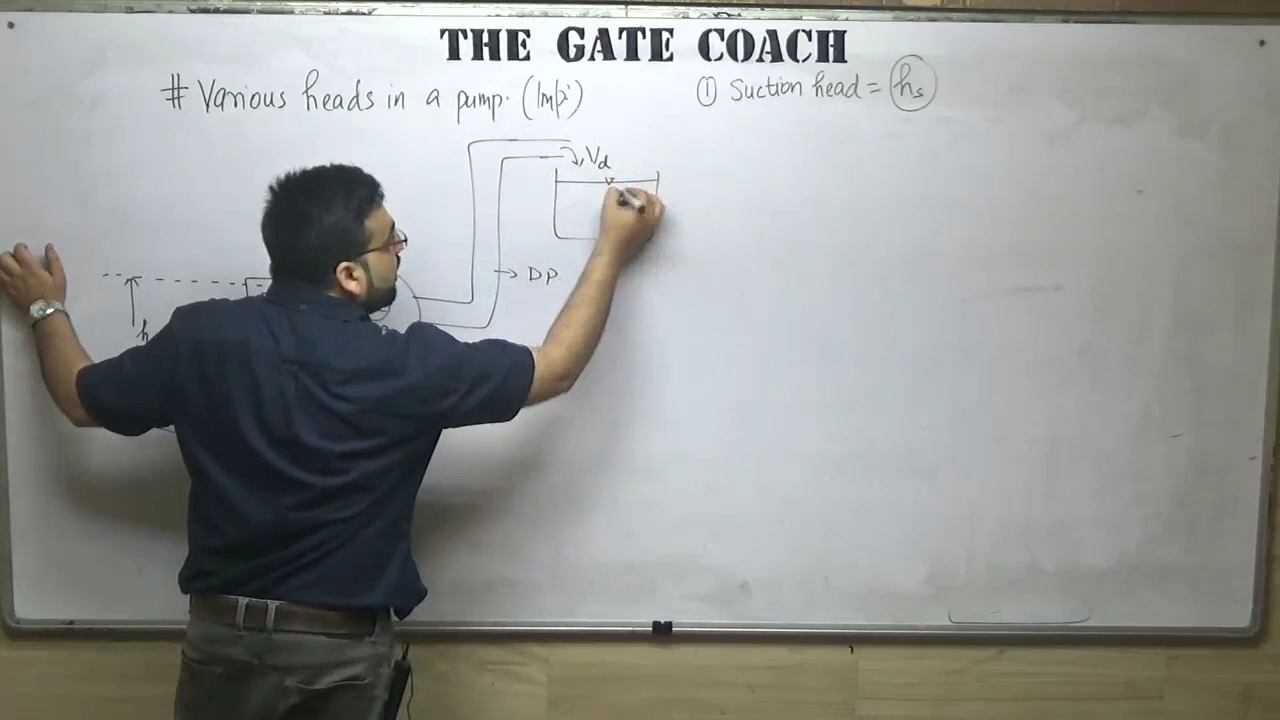 THE GATE COACH
# Various heads in a pump. (Imp)
① Suction head = hs
Vd
DP
h